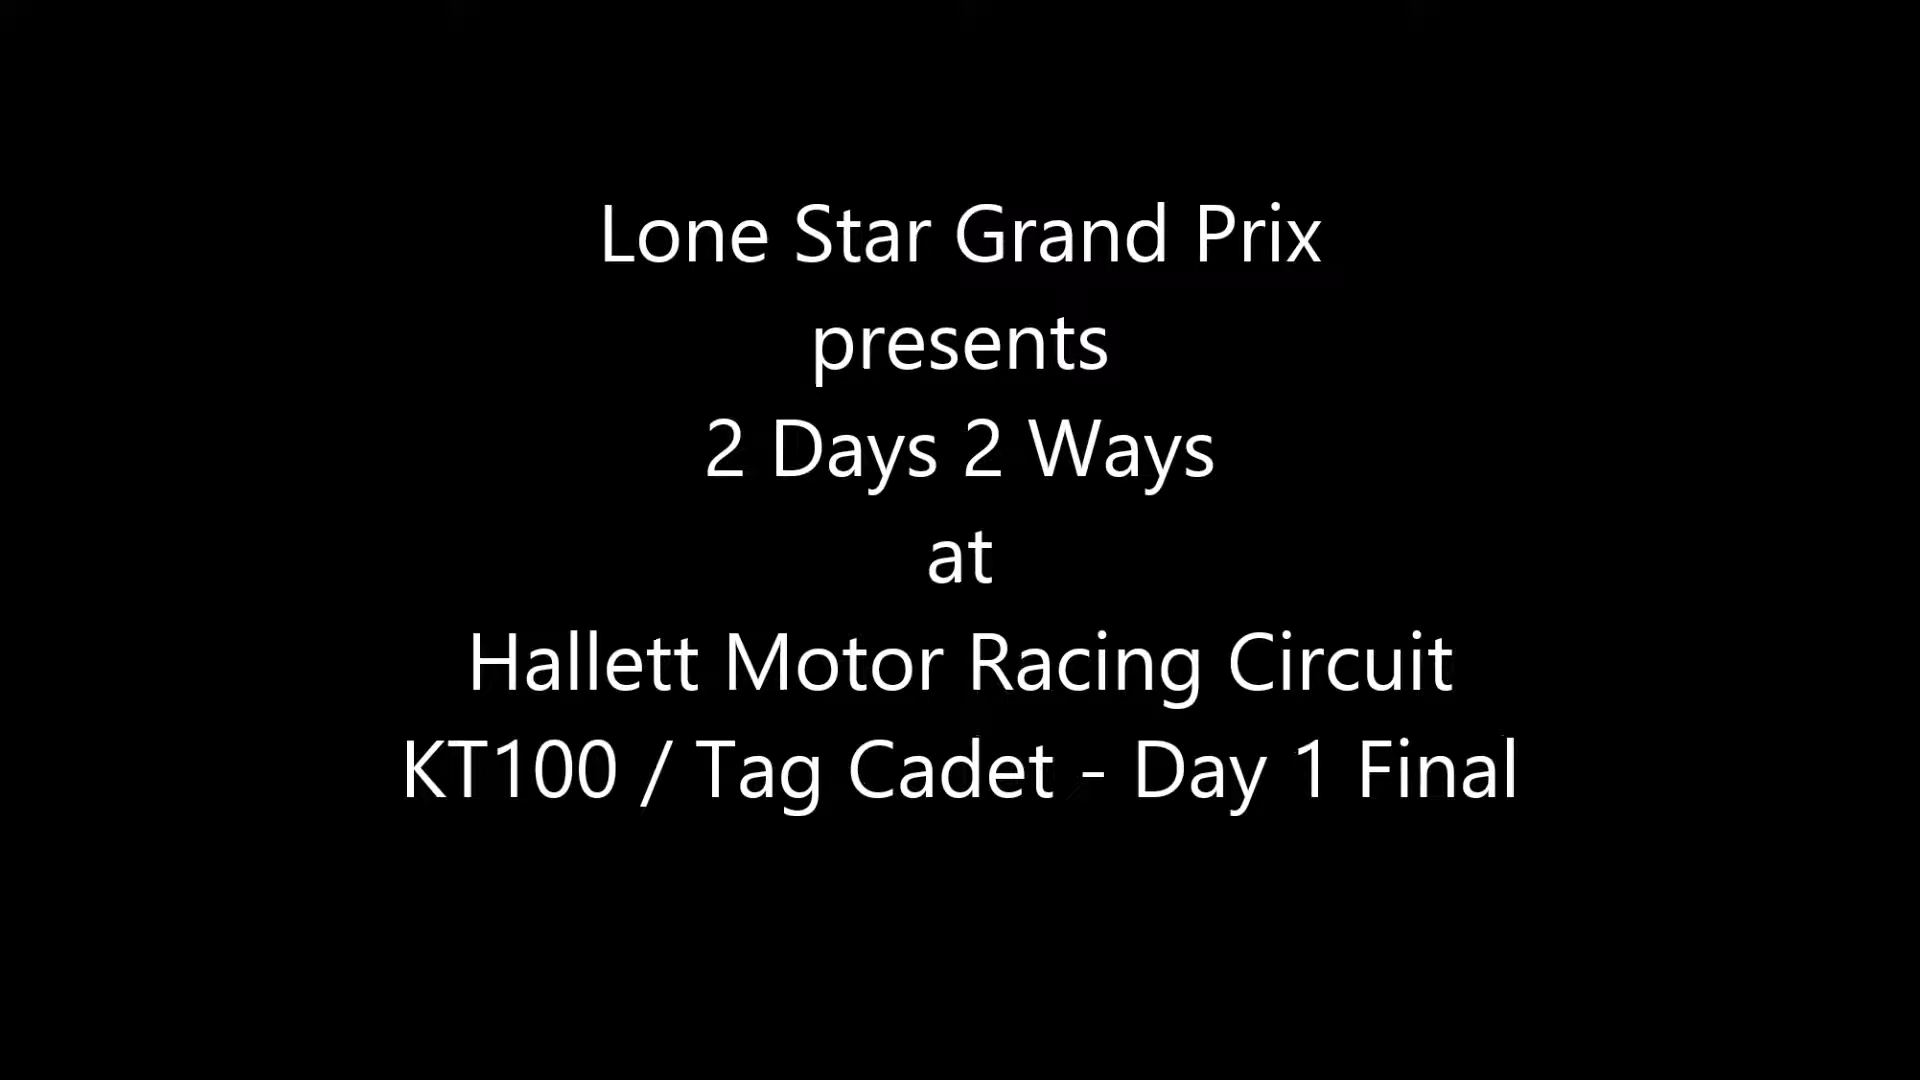 Lone Star Grand Prix
presents
2 Days 2 Ways
at
Hallett Motor Racing Circuit
KT100 / Tag Cadet - Day 1 Final